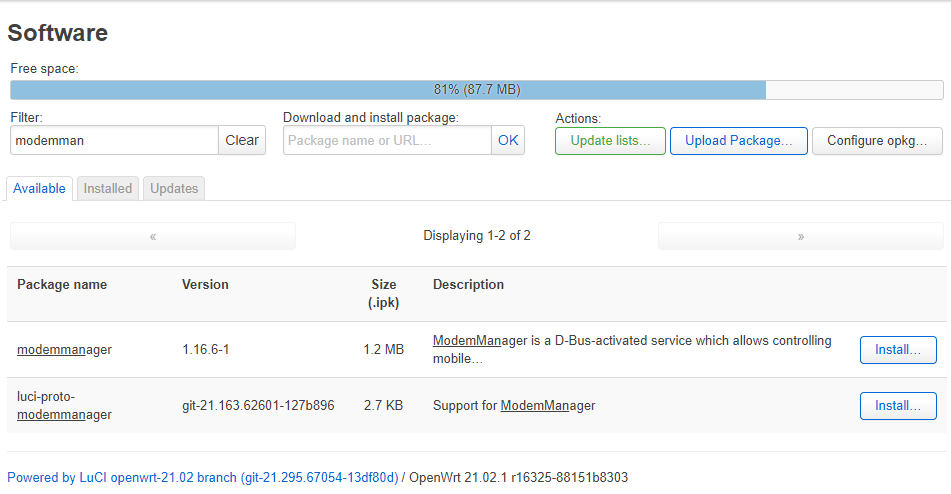 Software
Free space:
81% (87.7 MB)
Filter:
Download and install package:
Actions:
modemman
Clear
Package name or URL...
OK
Update lists...
Upload Package...
Configure opkg...
Available
Installed
Updates
«
Displaying 1-2 of 2
»
Package name
Version
Size
(.ipk)
Description
modemmanager
1.16.6-1
1.2 MB
ModemManager is a D-Bus-activated service which allows controlling
mobile...
Install...
luci-proto-
modemmanager
git-21.163.62601-127b896
2.7 KB
Support for ModemManager
Install...
Powered by LuCI openwrt-21.02 branch (git-21.295.67054-13df80d) / OpenWrt 21.02.1 r16325-88151b8303